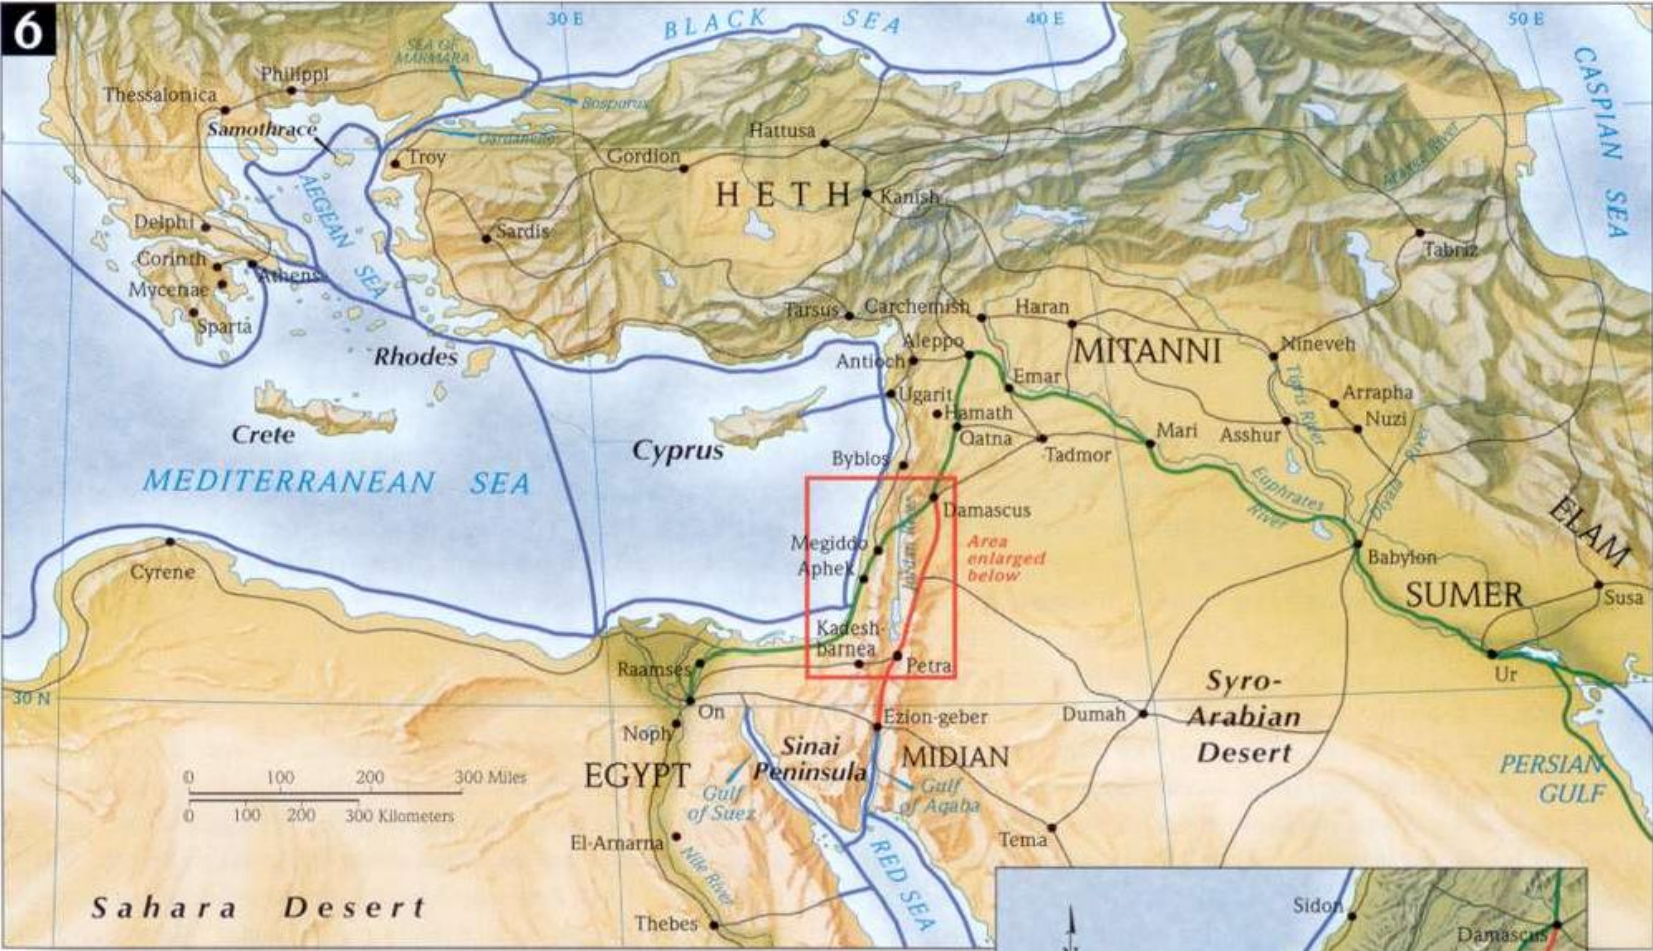 6
30 E
BLACK SEA
40 E
50 E
CASPIAN SEA
SEA OF
MARMARA
Philippi
Thessalonica
Bosporus
Samothrace
Dardanelle
Hattusa
Troy
Gordion
HETH
Kanish
Araxes River
AEGEAN SEA
Delphi
Sardis
Tabriz
Corinth
Athens
Mycenae
Sparta
Tarsus
Carchemish
Haran
Rhodes
Aleppo
MITANNI
Nineveh
Antioch
Emar
Tigris River
Arrapha
Ugarit
Hamath
Nuzi
Crete
Cyprus
Qatna
Mari
Asshur
Tadmor
Byblos
MEDITERRANEAN SEA
Euphrates
River
Diyala River
Damascus
ELAM
Megiddo
Area
enlarged
below
Aphek
Babylon
Cyrene
SUMER
Susa
Kadesh-
barnea
Raamses
Petra
Ur
30 N
Syro-
Arabian
Desert
On
Ezion-geber
Dumah
Noph
Sinai
Peninsula
MIDIAN
EGYPT
PERSIAN
GULF
0 100 200 300 Miles
0 100 200 300 Kilometers
Gulf
of Suez
Gulf
of Aqaba
El-Arnarna
Tema
Nile River
RED SEA
Sahara Desert
Thebes
Sidon
Damascus
N